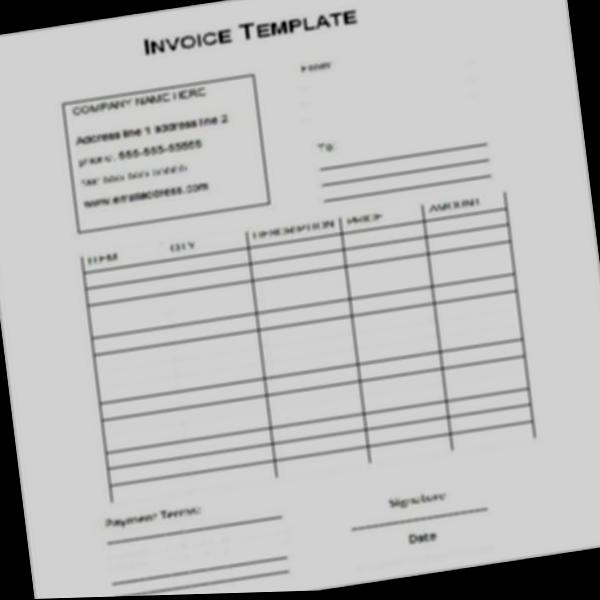 INVOICE TEMPLATE
COMPANY NAME HERE
Address line 1 address line 2
phone: 555-555-55555
www.emailaddress.com
From:
To:
ITEM QTY DESCRIPTION PRICE AMOUNT
Payment Terms:
Signature
Date